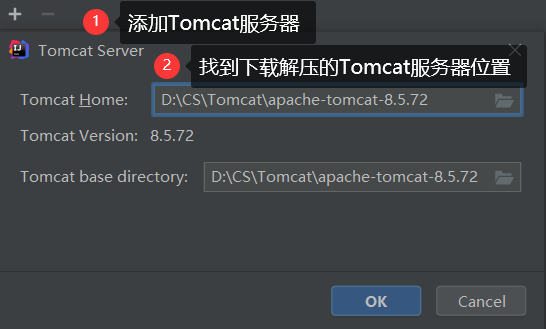 1 添加Tomcat服务器
Tomcat Server
2 找到下载解压的Tomcat服务器位置
Tomcat Home: D:\CS\Tomcat\apache-tomcat-8.5.72
Tomcat Version: 8.5.72
Tomcat base directory: D:\CS\Tomcat\apache-tomcat-8.5.72
OK Cancel